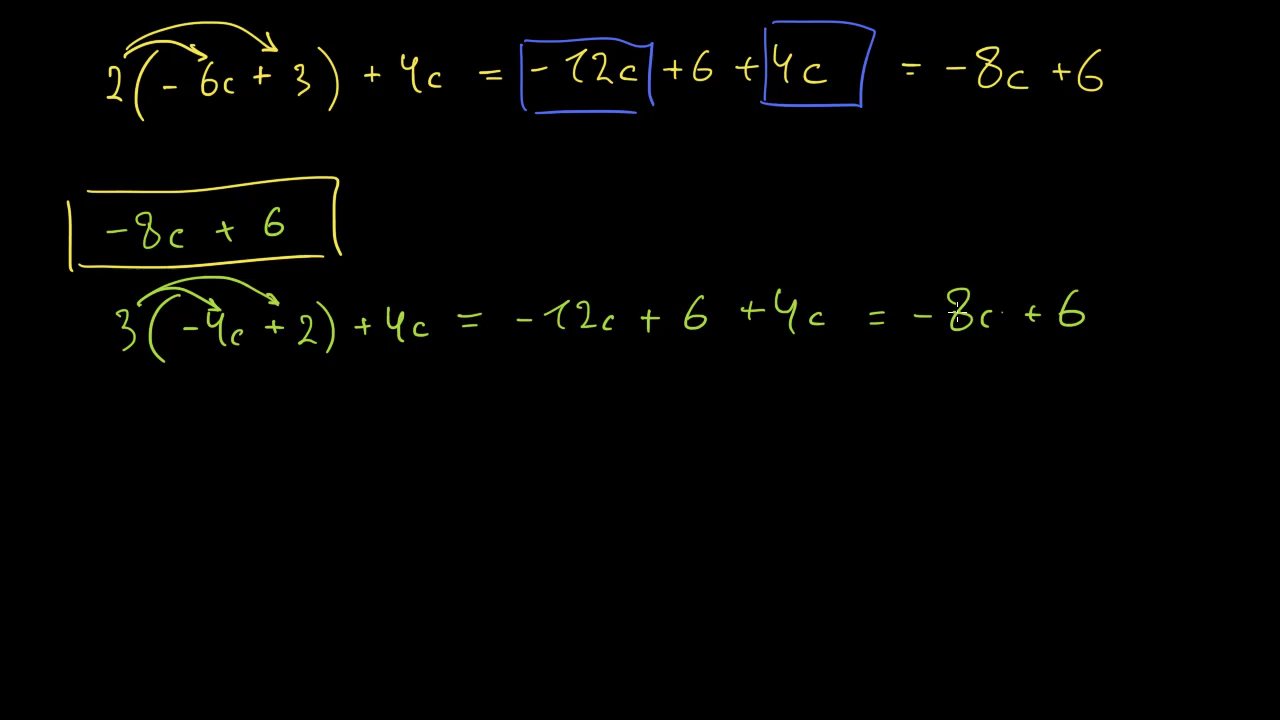 2(-6c + 3) + 4c = -12c + 6 + 4c = -8c + 6
-8c + 6
3(-4c + 2) + 4c = -12c + 6 + 4c = -8c + 6